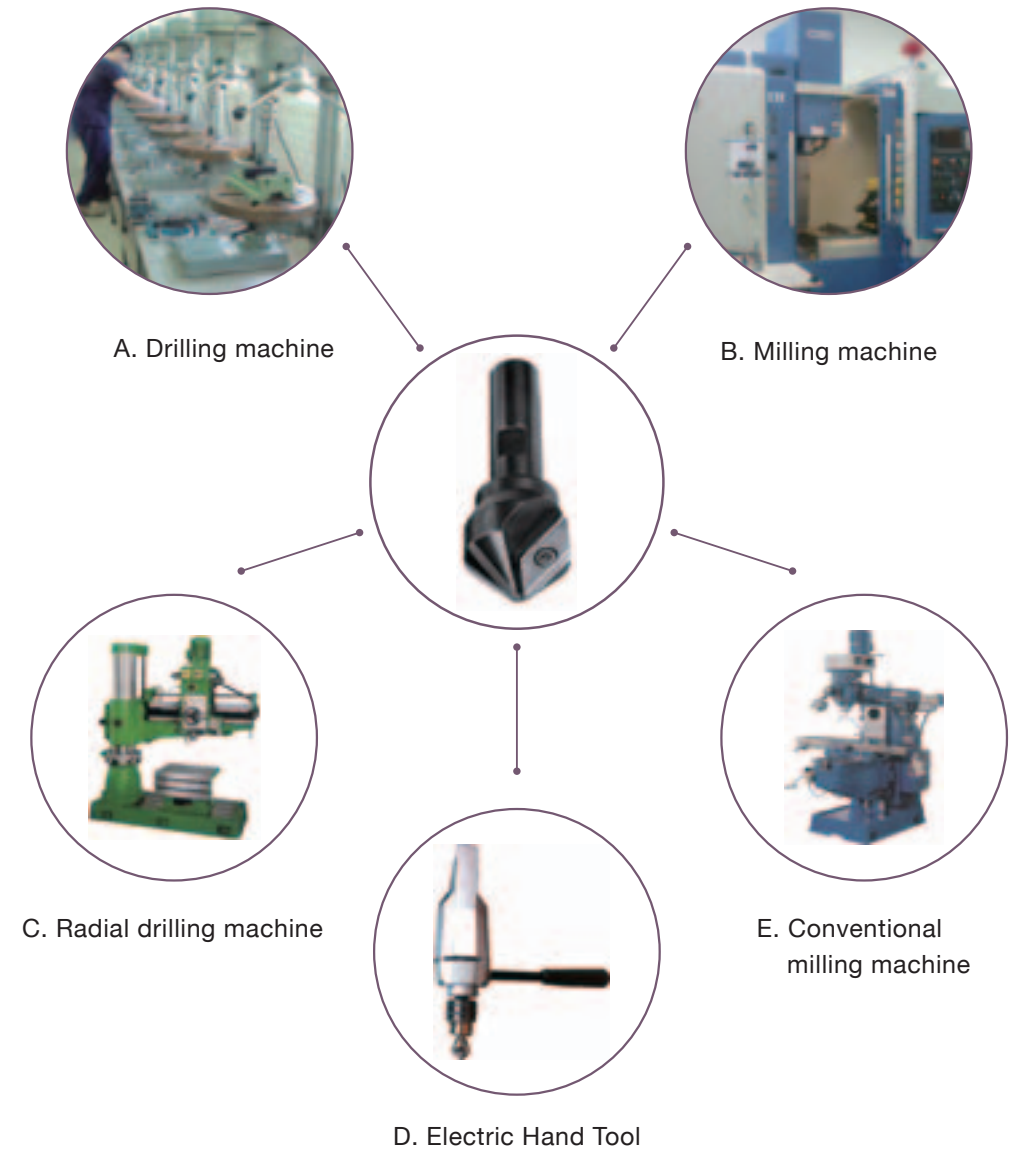 A. Drilling machine
B. Milling machine
C. Radial drilling machine
E. Conventional
milling machine
D. Electric Hand Tool